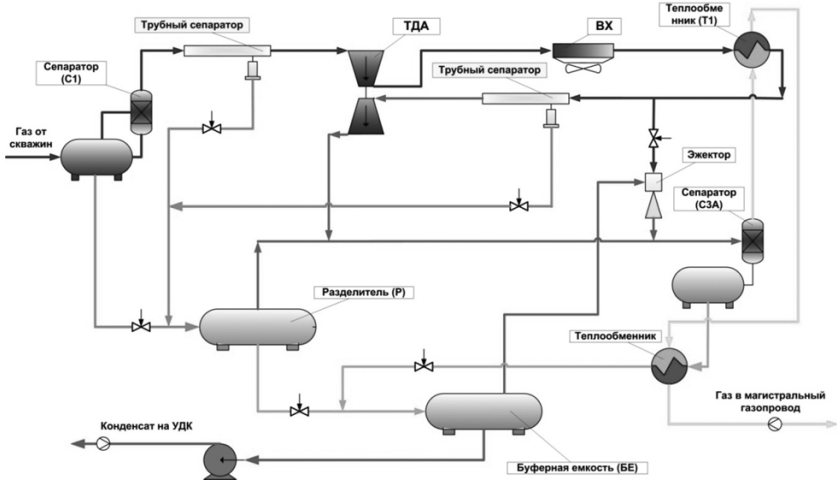 Трубный сепаратор
ТДА
ВХ
Теплообме
нник (Т1)
Сепаратор
(С1)
Трубный сепаратор
Газ от
скважин
Эжектор
Сепаратор
(С3А)
Разделитель (Р)
Теплообменник
Газ в магистральный
газопровод
Конденсат на УДК
Буферная емкость (БЕ)